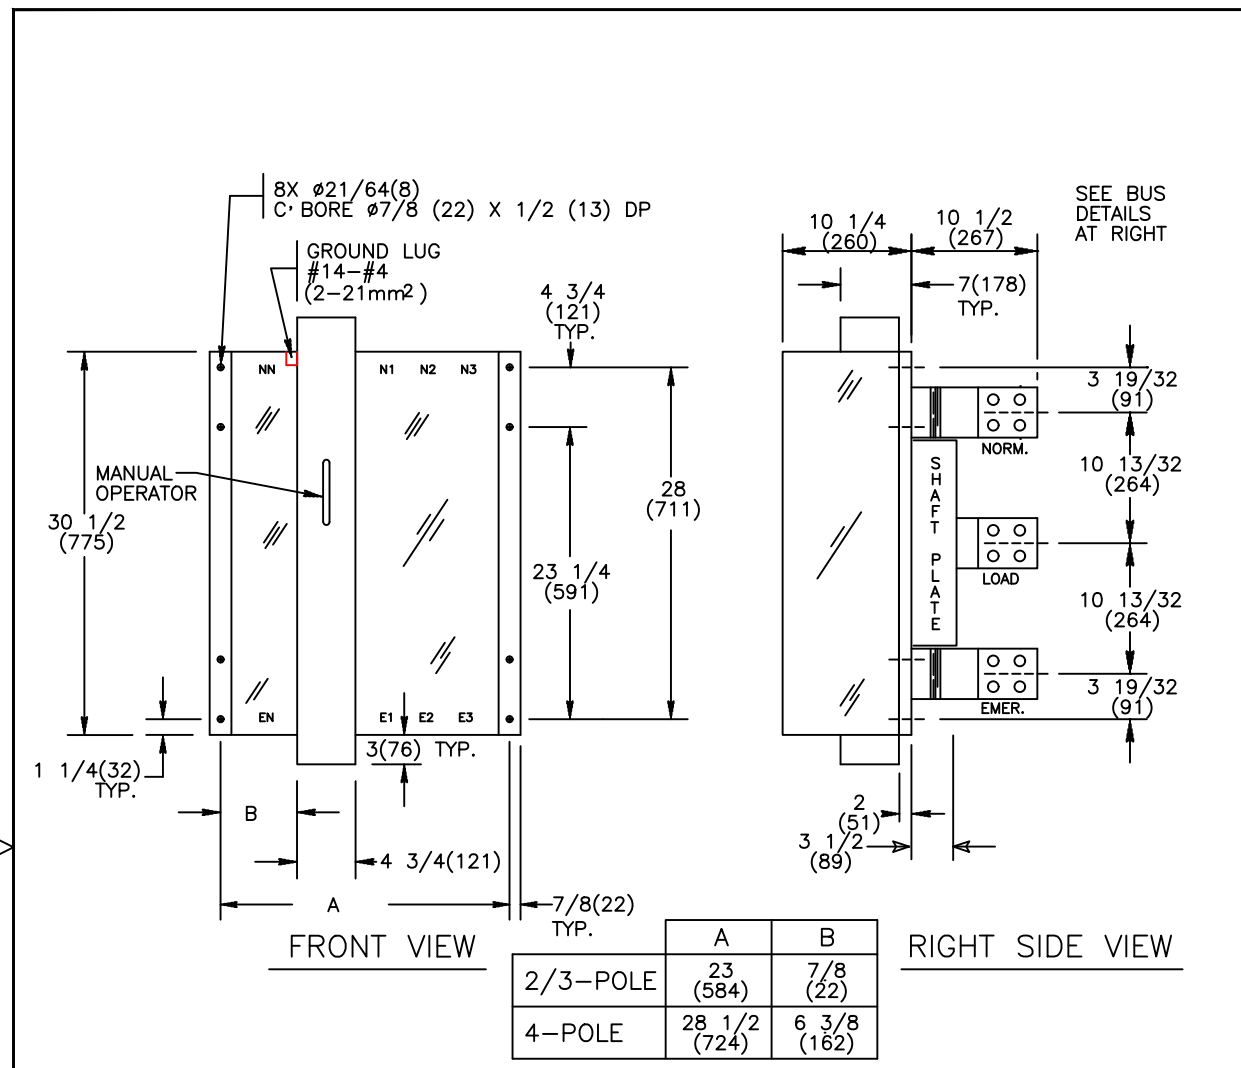 8X ø21/64(8)
C'BORE ø7/8 (22) X 1/2 (13) DP
GROUND LUG
#14-#4
(2-21mm²)
4 3/4
(121)
TYP.
NN
N1 N2 N3
MANUAL
OPERATOR
30 1/2
(775)
28
(711)
23 1/4
(591)
EN
E1 E2 E3
3(76) TYP.
1 1/4(32)
TYP.
B
4 3/4(121)
A
7/8(22)
TYP.
FRONT VIEW
10 1/4
(260)
10 1/2
(267)
SEE BUS
DETAILS
AT RIGHT
7(178)
TYP.
3 19/32
(91)
NORM.
10 13/32
(264)
SHAFT PLATE
LOAD
10 13/32
(264)
3 19/32
(91)
EMER.
2
(51)
3 1/2
(89)
RIGHT SIDE VIEW
A B
2/3-POLE 23 (584) 7/8 (22)
4-POLE 28 1/2 (724) 6 3/8 (162)